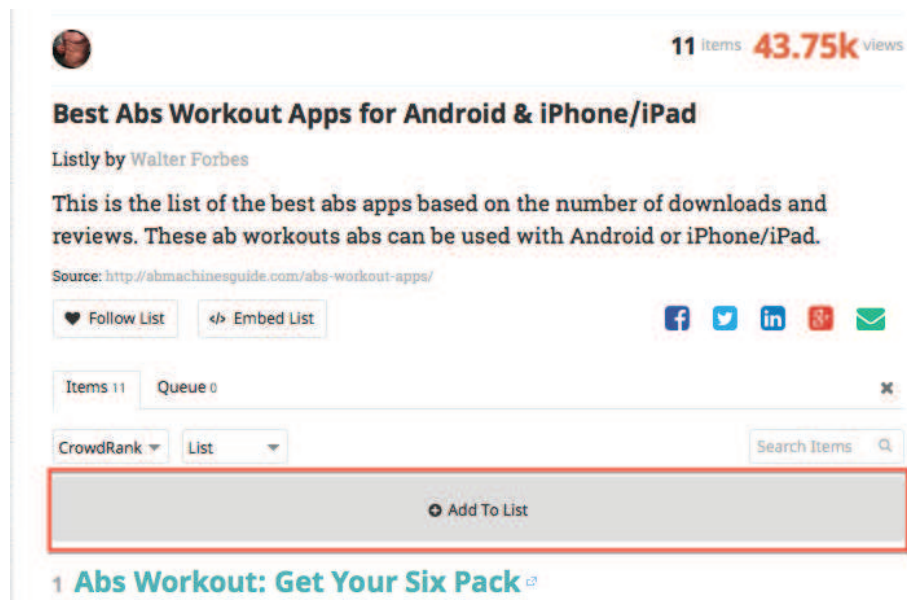 11 items 43.75k views
Best Abs Workout Apps for Android & iPhone/iPad
Listly by Walter Forbes
This is the list of the best abs apps based on the number of downloads and
reviews. These ab workouts abs can be used with Android or iPhone/iPad.
Source: http://abmachinesguide.com/abs-workout-apps/
Follow List </> Embed List
Items 11 Queue 0
CrowdRank List Search Items
Add To List
1 Abs Workout: Get Your Six Pack